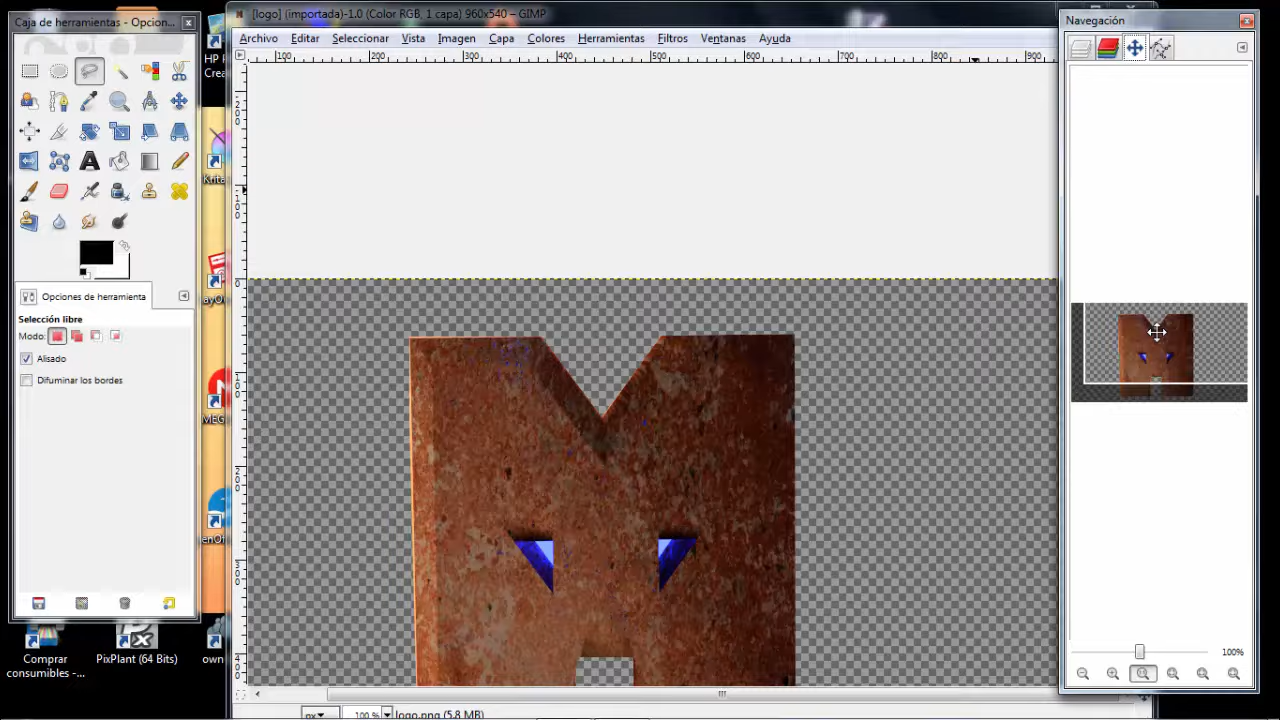 Caja de herramientas - Opcion...
[logo] (importada)-1.0 (Color RGB, 1 capa) 960x540 – GIMP
Navegación
Archivo Editar Seleccionar Vista Imagen Capa Colores Herramientas Filtros Ventanas Ayuda
100 200 300 400 500 600 700 800 900
HP
Crea
Krita
Opciones de herramienta
Selección libre
Modo:
Alisado
Difuminar los bordes
MEG
100%
Comprar
consumibles -...
PixPlant (64 Bits)
own
px 100 % logo.png (5.8 MB)